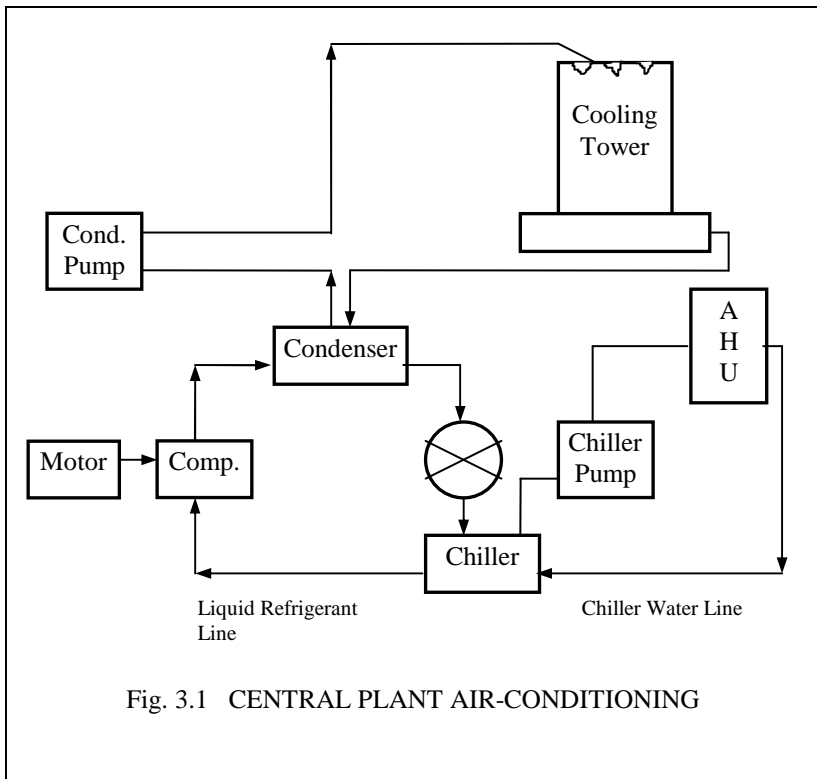 Cooling
Tower
Cond.
Pump
A
H
U
Condenser
Motor
Comp.
Chiller
Pump
Chiller
Liquid Refrigerant
Line
Chiller Water Line
Fig. 3.1 CENTRAL PLANT AIR-CONDITIONING